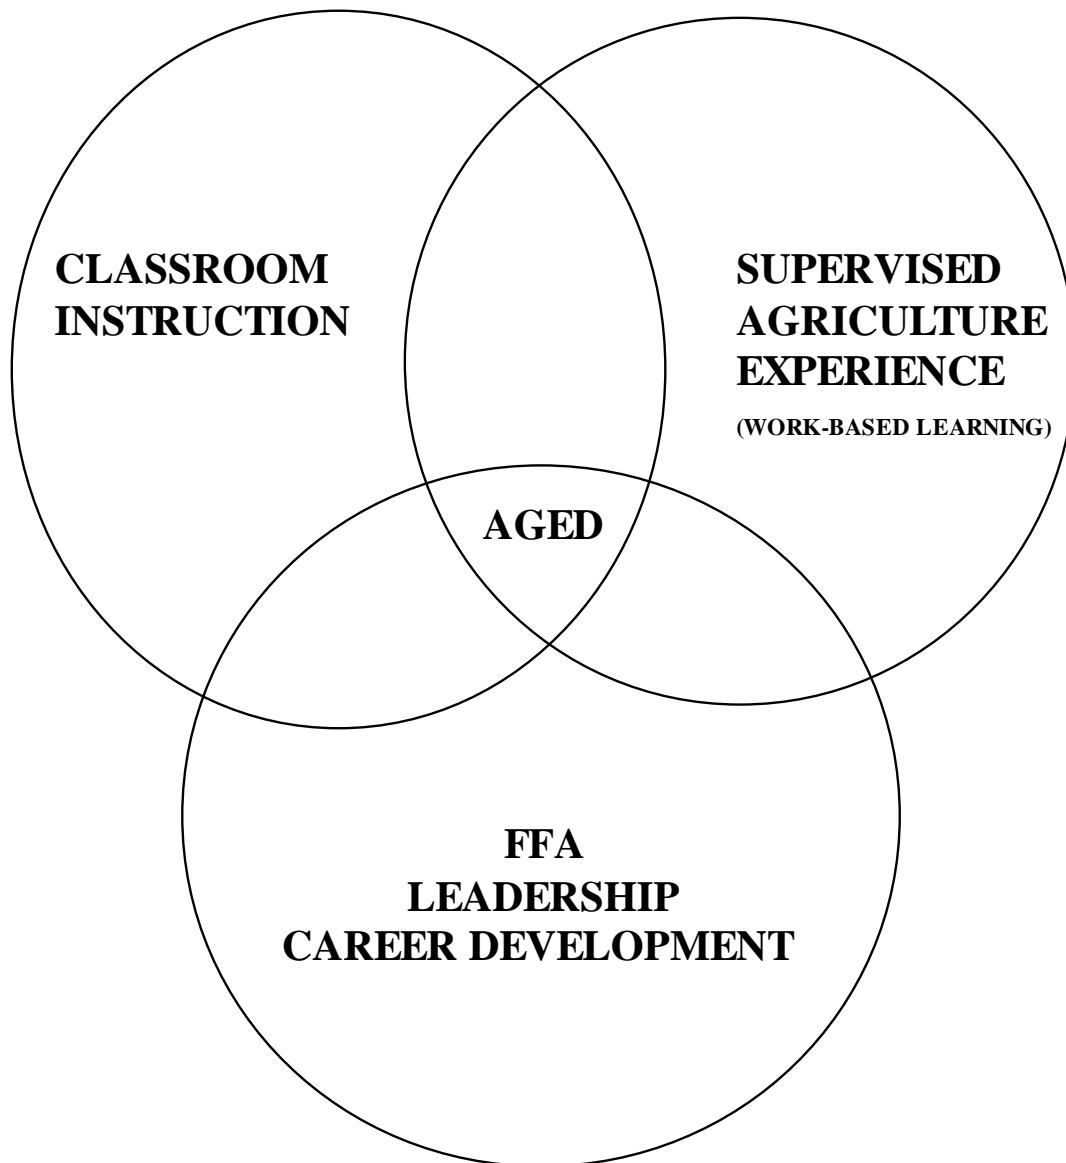 CLASSROOM
INSTRUCTION
SUPERVISED
AGRICULTURE
EXPERIENCE
(WORK-BASED LEARNING)
AGED
FFA
LEADERSHIP
CAREER DEVELOPMENT